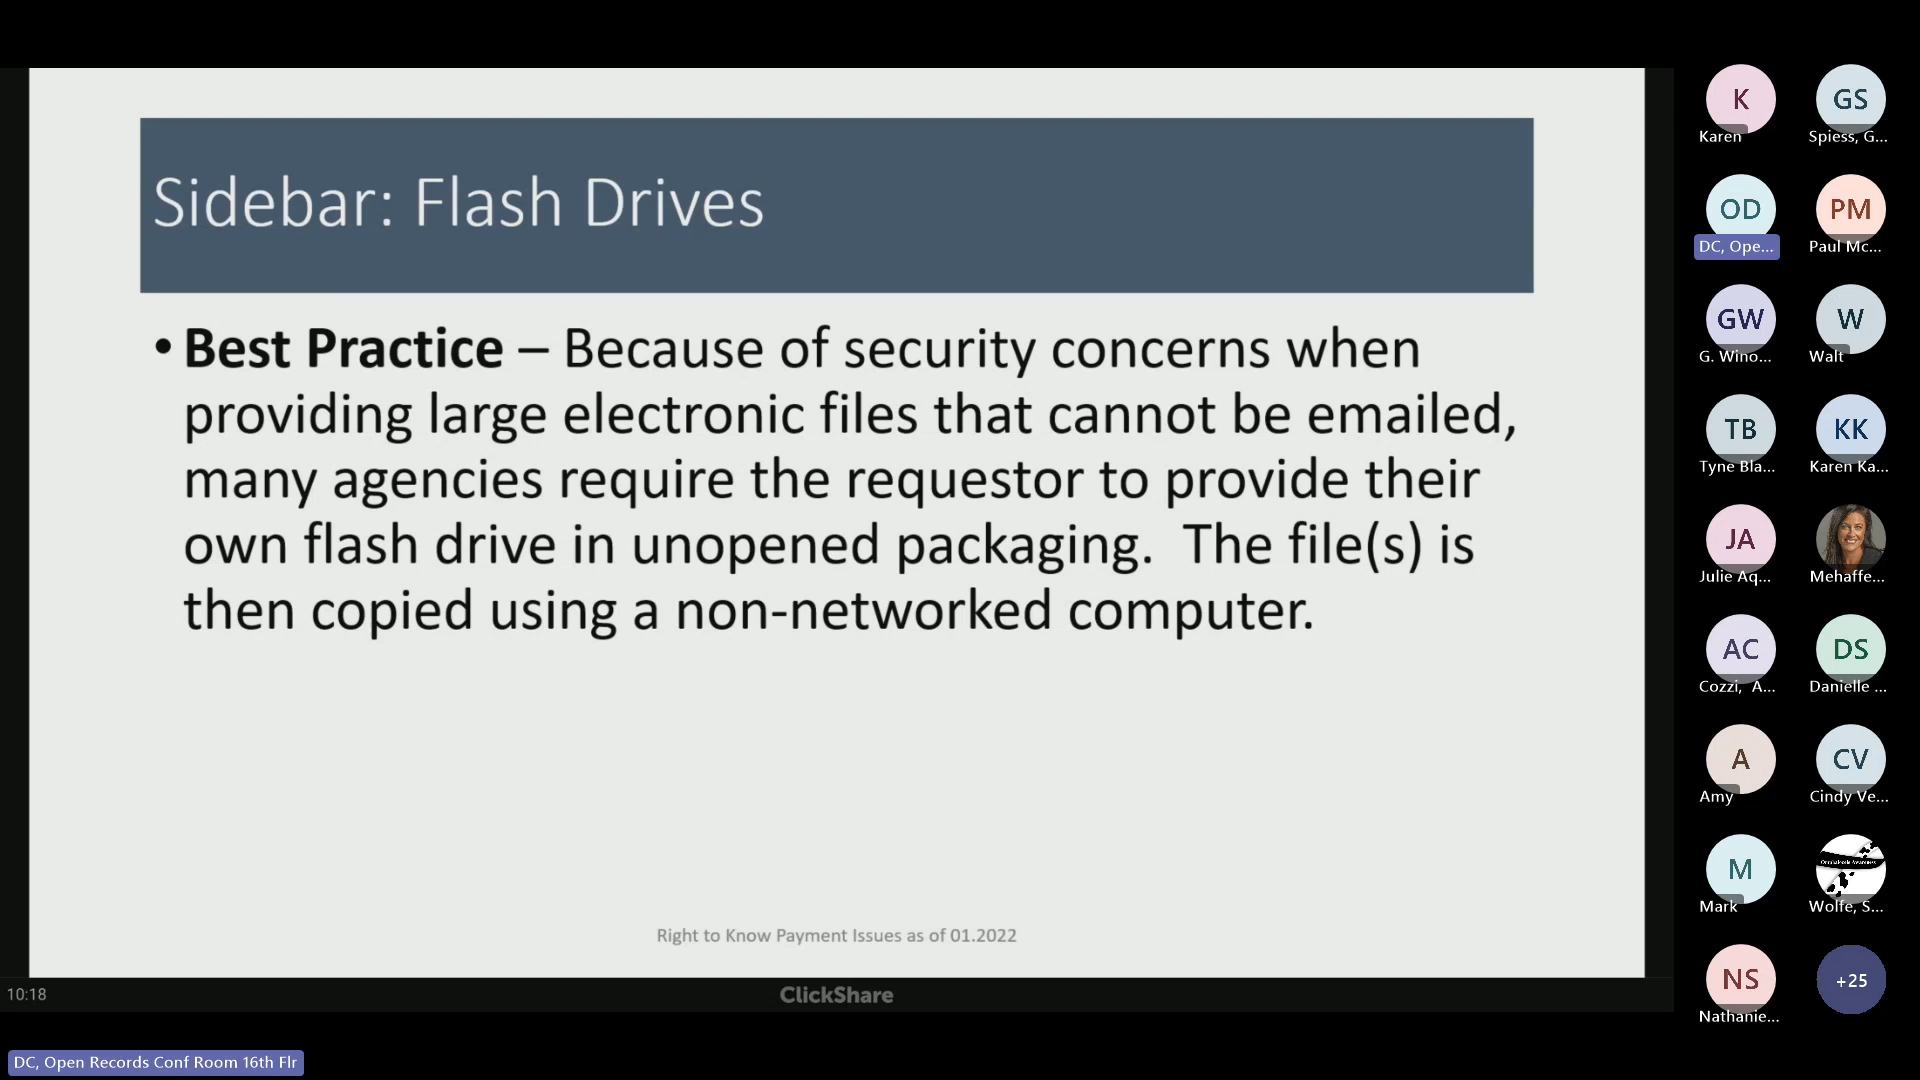 Sidebar: Flash Drives
• Best Practice – Because of security concerns when
providing large electronic files that cannot be emailed,
many agencies require the requestor to provide their
own flash drive in unopened packaging.  The file(s) is
then copied using a non-networked computer.
Right to Know Payment Issues as of 01.2022
10:18
ClickShare
DC, Open Records Conf Room 16th Flr
K
Karen
GS
Spiess, G...
OD
DC, Ope...
PM
Paul Mc...
GW
G. Wino...
W
Walt
TB
Tyne Bla...
KK
Karen Ka...
JA
Julie Aq...
Mehaffe...
AC
Cozzi,  A...
DS
Danielle ...
A
Amy
CV
Cindy Ve...
M
Mark
Wolfe, S...
NS
Nathanie...
+25